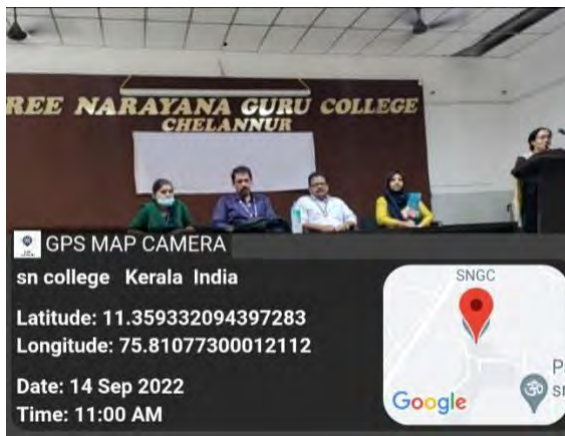 REE NARAYANA GURU COLLEGE
CHELANNUR
GPS MAP CAMERA
sn college Kerala India
Latitude: 11.359332094397283
Longitude: 75.81077300012112
Date: 14 Sep 2022
Time: 11:00 AM
SNGC
Google